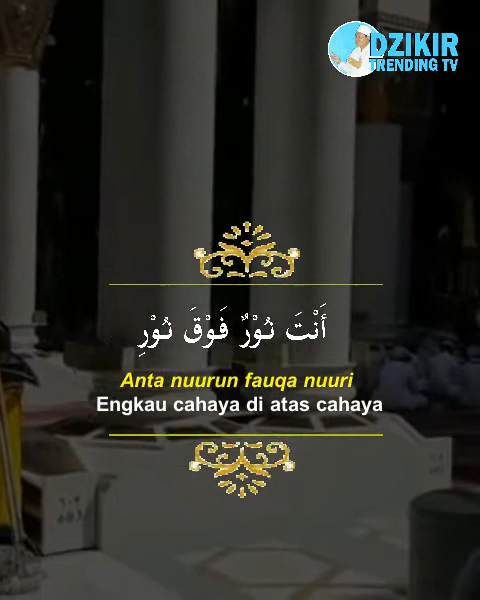 DZIKIR
TRENDING TV
أَنْتَ نُوْرٌ فَوْقَ نُوْرِ
Anta nuurun fauqa nuuri
Engkau cahaya di atas cahaya